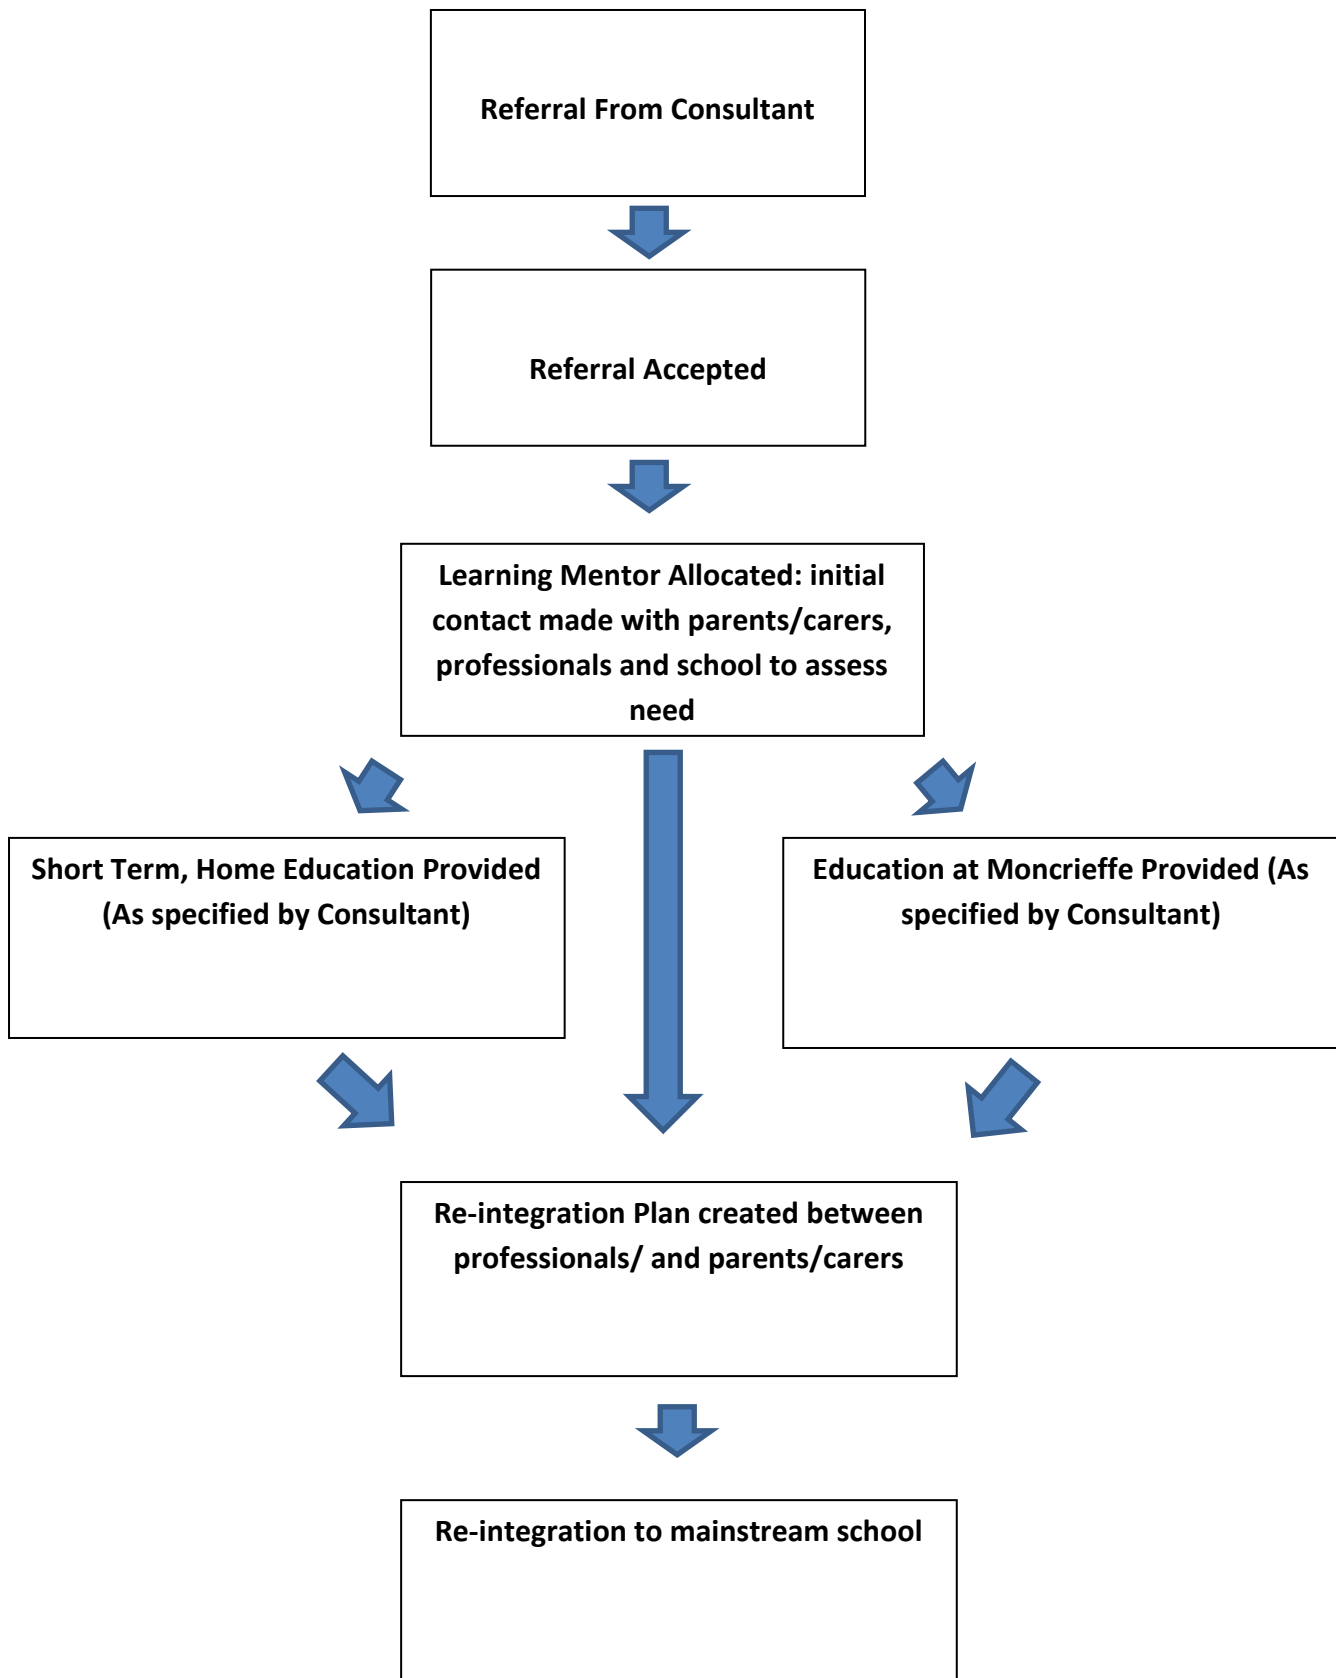 Referral From Consultant
Referral Accepted
Learning Mentor Allocated: initial
contact made with parents/carers,
professionals and school to assess
need
Short Term, Home Education Provided
(As specified by Consultant)
Education at Moncrieffe Provided (As
specified by Consultant)
Re-integration Plan created between
professionals/ and parents/carers
Re-integration to mainstream school